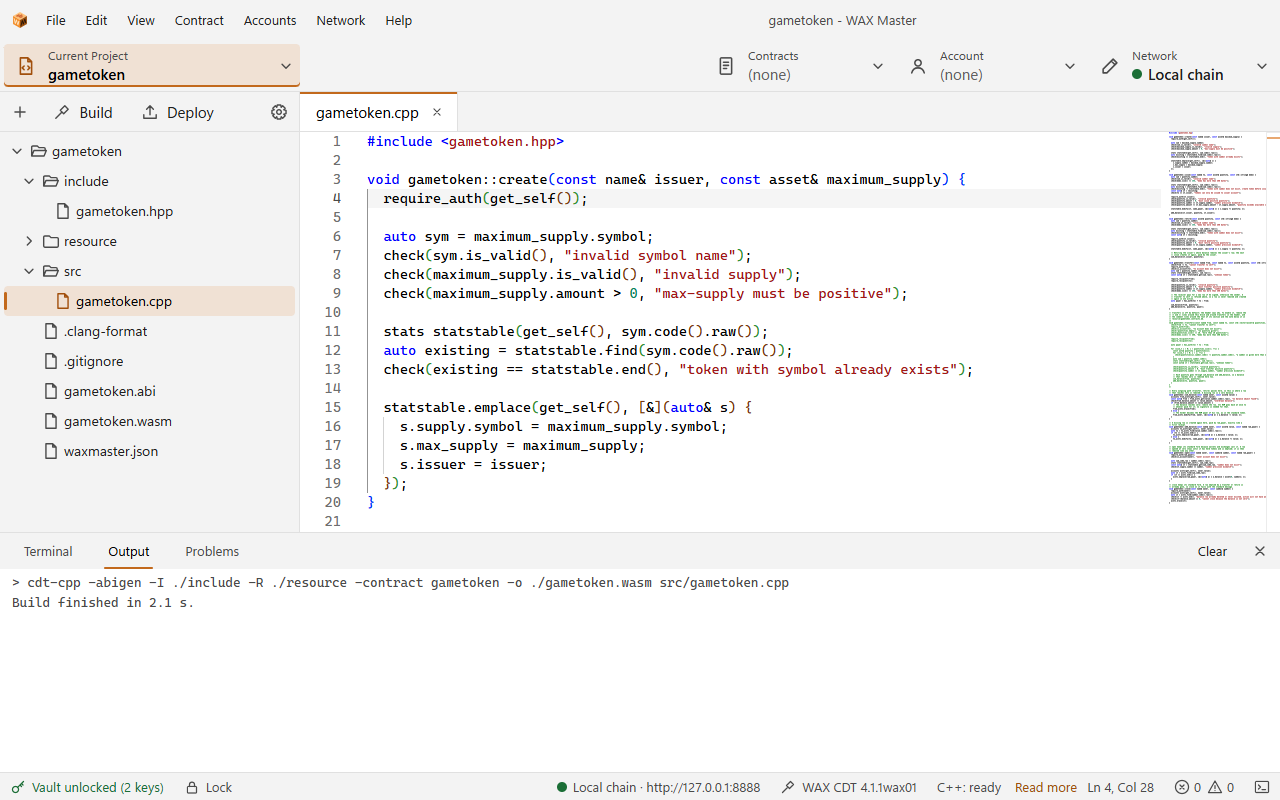 File Edit View Contract Accounts Network Help
gametoken - WAX Master
Current Project
gametoken
Contracts
(none)
Account
(none)
Network
Local chain
Build Deploy
gametoken.cpp
gametoken
include
gametoken.hpp
resource
src
gametoken.cpp
.clang-format
.gitignore
gametoken.abi
gametoken.wasm
waxmaster.json
1 #include <gametoken.hpp>
2
3 void gametoken::create(const name& issuer, const asset& maximum_supply) {
4 require_auth(get_self());
5
6 auto sym = maximum_supply.symbol;
7 check(sym.is_valid(), "invalid symbol name");
8 check(maximum_supply.is_valid(), "invalid supply");
9 check(maximum_supply.amount > 0, "max-supply must be positive");
10
11 stats statstable(get_self(), sym.code().raw());
12 auto existing = statstable.find(sym.code().raw());
13 check(existing == statstable.end(), "token with symbol already exists");
14
15 statstable.emplace(get_self(), [&](auto& s) {
16 s.supply.symbol = maximum_supply.symbol;
17 s.max_supply = maximum_supply;
18 s.issuer = issuer;
19 });
20 }
21
Terminal Output Problems
Clear
> cdt-cpp -abigen -I ./include -R ./resource -contract gametoken -o ./gametoken.wasm src/gametoken.cpp
Build finished in 2.1 s.
Vault unlocked (2 keys) Lock
Local chain · http://127.0.0.1:8888 WAX CDT 4.1.1wax01 C++: ready Read more Ln 4, Col 28 0 0